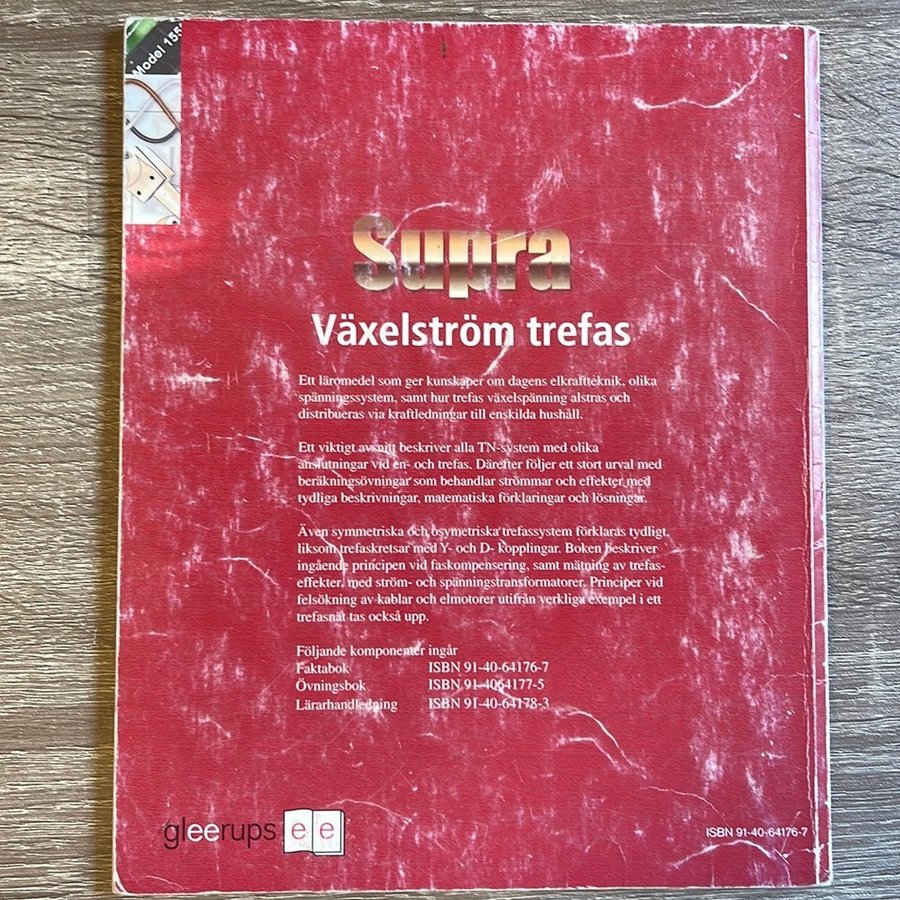 Model 155
Supra
Växelström trefas
Ett läromedel som ger kunskaper om dagens elkraftteknik, olika
spänningssystem, samt hur trefas växelspänning alstras och
distribueras via kraftledningar till enskilda hushåll.
Ett viktigt avsnitt beskriver alla TN-system med olika
anslutningar vid en- och trefas. Därefter följer ett stort urval med
beräkningsövningar som behandlar strömmar och effekter med
tydliga beskrivningar, matematiska förklaringar och lösningar.
Även symmetriska och osymetriska trefassystem förklaras tydligt,
liksom trefaskretsar med Y- och D- kopplingar. Boken beskriver
ingående principen vid faskompensering, samt mätning av trefas-
effekter, med ström- och spänningstransformatorer. Principer vid
felsökning av kablar och elmotorer utifrån verkliga exempel i ett
trefasnät tas också upp.
Följande komponenter ingår
Faktabok ISBN 91-40-64176-7
Övningsbok ISBN 91-4064177-5
Lärarhandledning ISBN 91-40-64178-3
gleerups e e
ISBN 91-40-64176-7